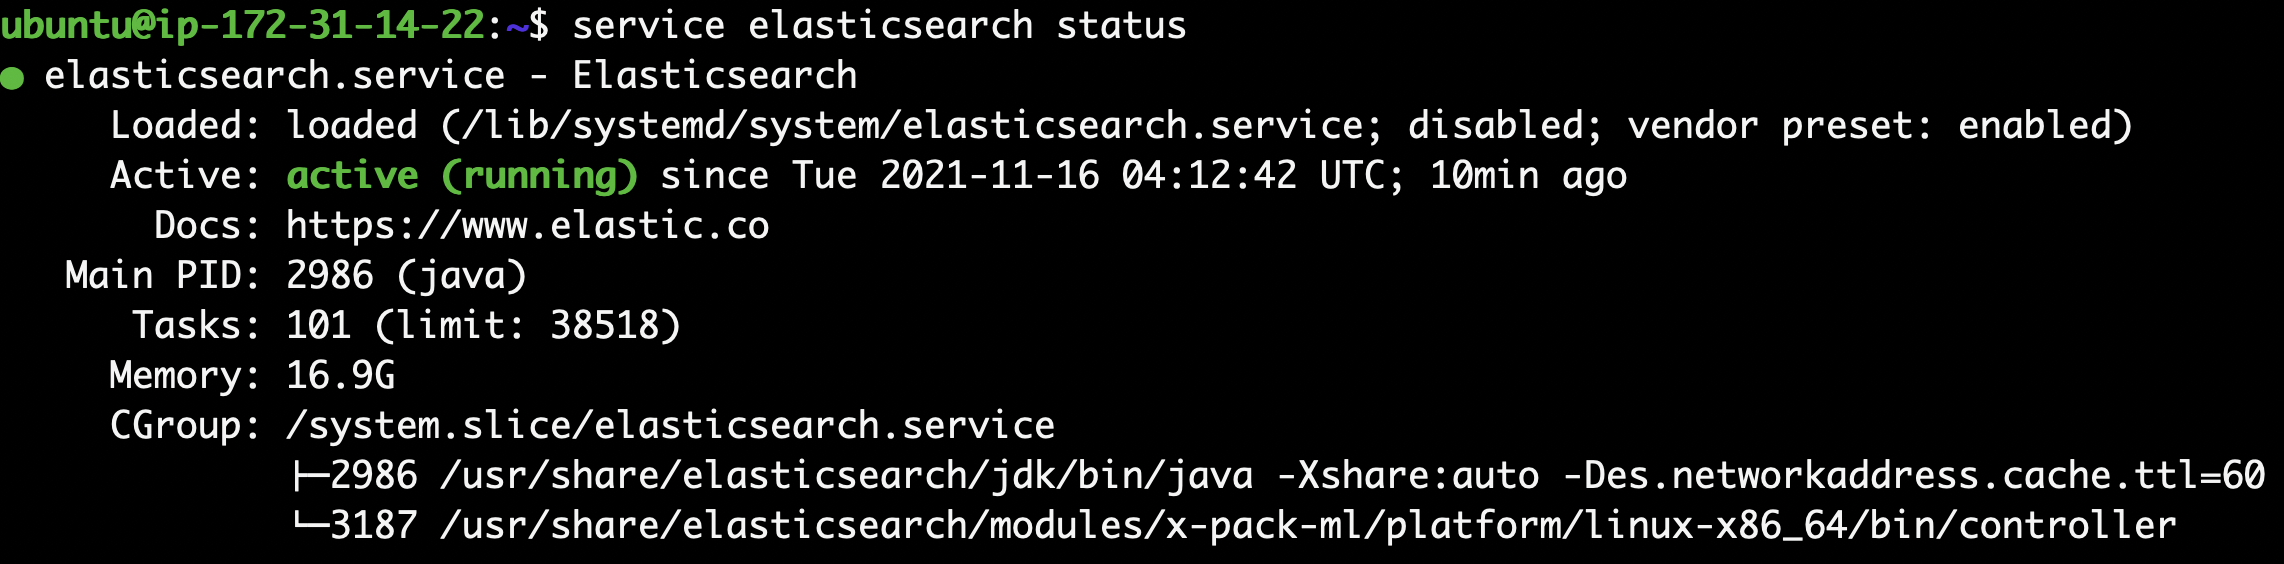 ubuntu@ip-172-31-14-22:~$ service elasticsearch status
● elasticsearch.service - Elasticsearch
Loaded: loaded (/lib/systemd/system/elasticsearch.service; disabled; vendor preset: enabled)
Active: active (running) since Tue 2021-11-16 04:12:42 UTC; 10min ago
Docs: https://www.elastic.co
Main PID: 2986 (java)
Tasks: 101 (limit: 38518)
Memory: 16.9G
CGroup: /system.slice/elasticsearch.service
├─2986 /usr/share/elasticsearch/jdk/bin/java -Xshare:auto -Des.networkaddress.cache.ttl=60
└─3187 /usr/share/elasticsearch/modules/x-pack-ml/platform/linux-x86_64/bin/controller